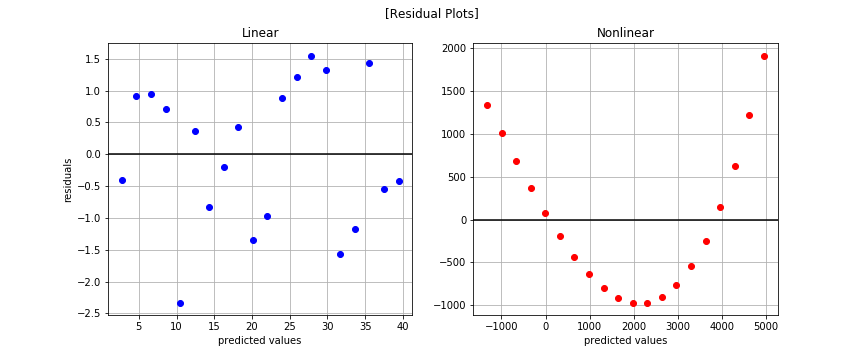 [Residual Plots]
Linear
1.5
1.0
0.5
0.0
−0.5
−1.0
−1.5
−2.0
−2.5
residuals
5 10 15 20 25 30 35 40
predicted values
Nonlinear
2000
1500
1000
500
0
−500
−1000
−1000 0 1000 2000 3000 4000 5000
predicted values